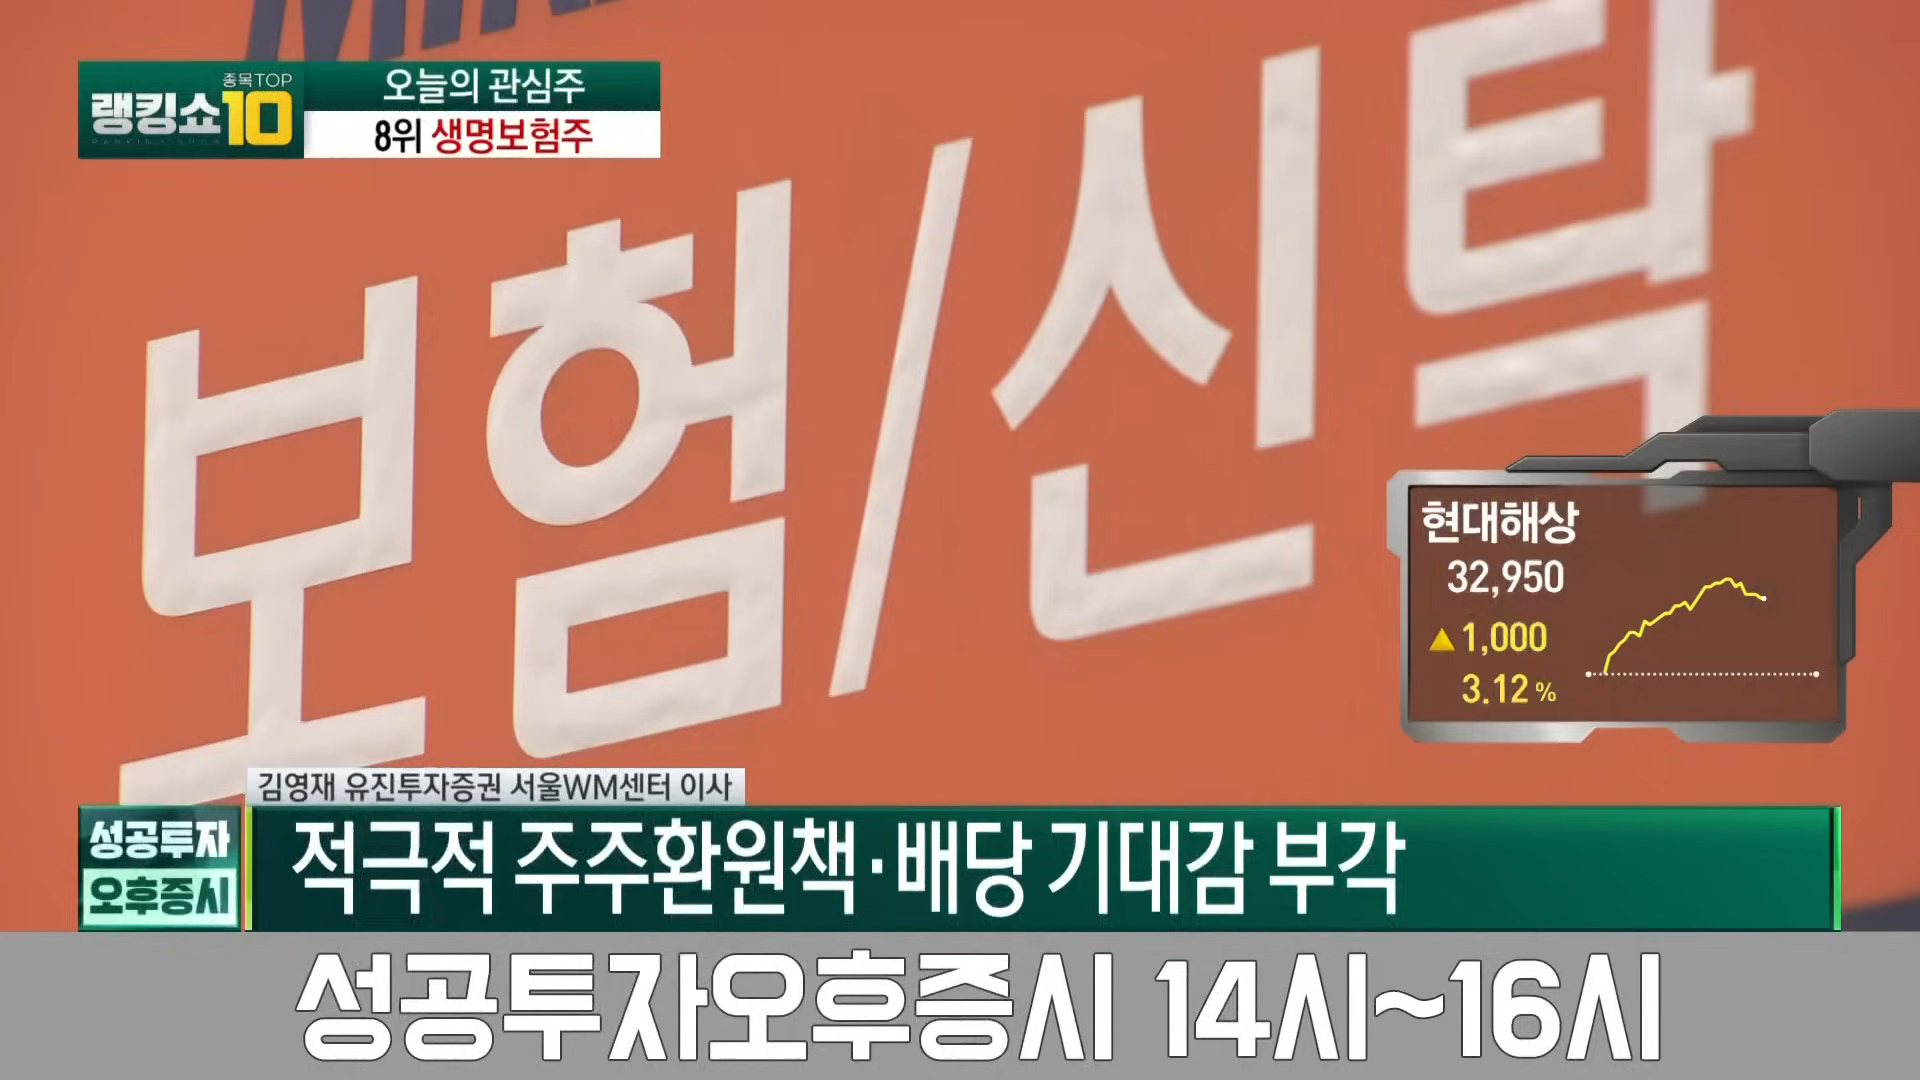 종목TOP
랭킹쇼10
오늘의 관심주
8위 생명보험주
보험/신탁
현대해상
32,950
▲1,000
3.12%
김영재 유진투자증권 서울WM센터 이사
성공투자
오후증시
적극적 주주환원책·배당 기대감 부각
성공투자오후증시 14시~16시